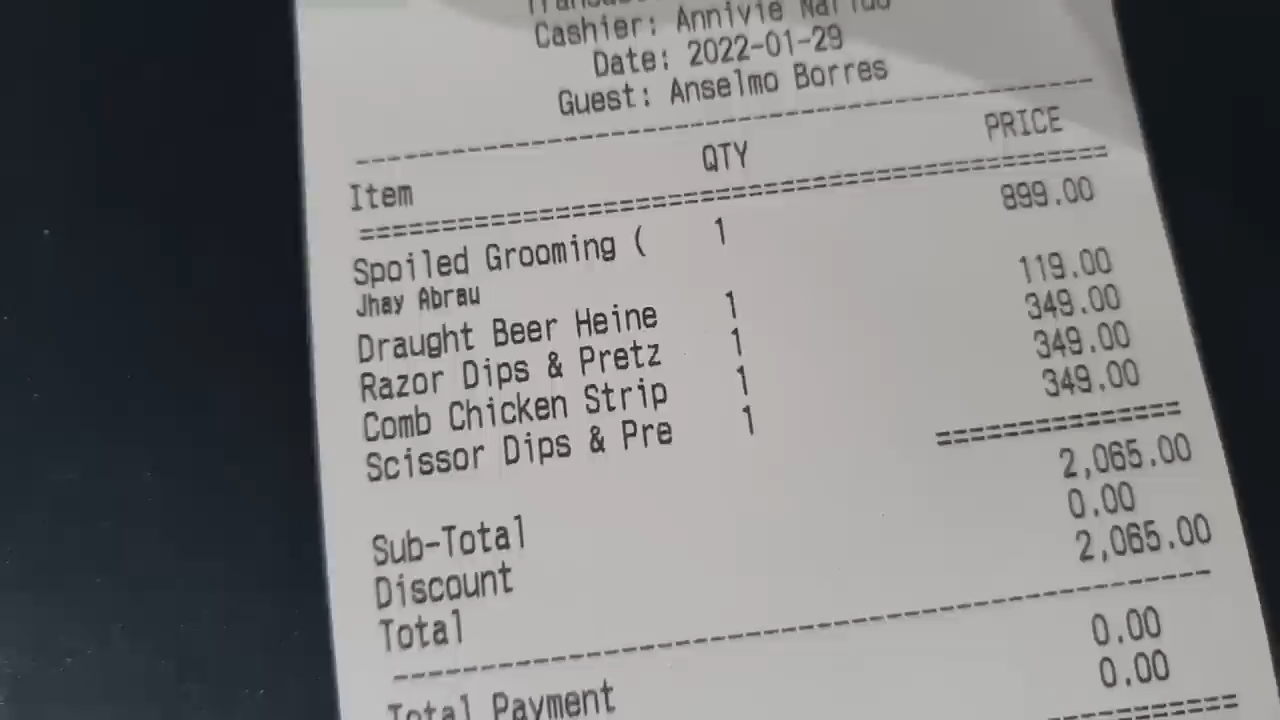 Cashier: Annivie
Date: 2022-01-29
Guest: Anselmo Borres
Item QTY PRICE
Spoiled Grooming ( 1 899.00
Jhay Abrau
Draught Beer Heine 1 119.00
Razor Dips & Pretz 1 349.00
Comb Chicken Strip 1 349.00
Scissor Dips & Pre 1 349.00
Sub-Total 2,065.00
Discount 0.00
Total 2,065.00
Total Payment 0.00
0.00